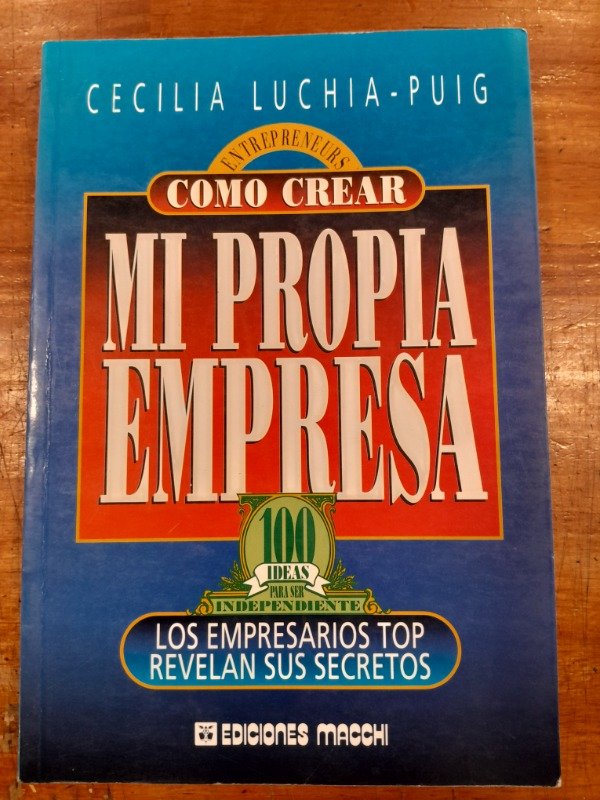 CECILIA LUCHIA-PUIG
ENTREPRENEURS
COMO CREAR
MI PROPIA
EMPRESA
100
IDEAS
PARA SER
INDEPENDIENTE
LOS EMPRESARIOS TOP
REVELAN SUS SECRETOS
EDICIONES MACCHI